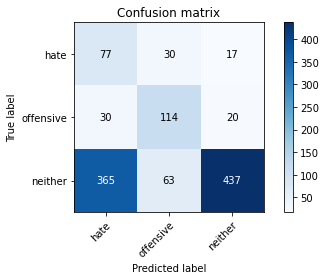 Confusion matrix
hate 77 30 17
offensive 30 114 20
neither 365 63 437
hate offensive neither
True label
Predicted label
400
350
300
250
200
150
100
50